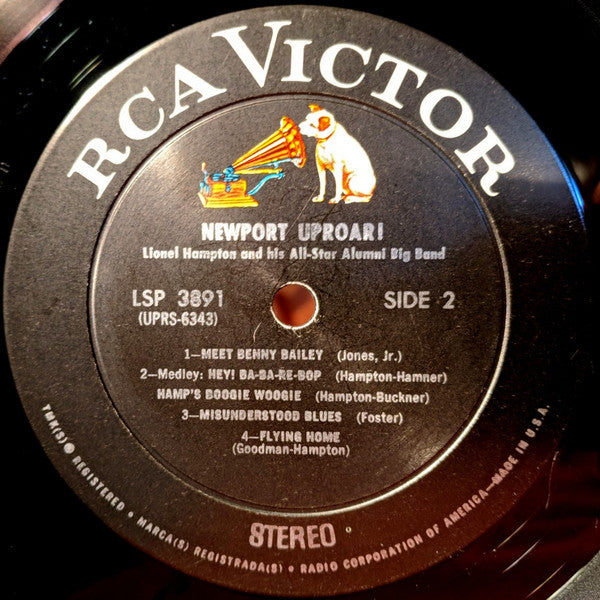 RCA VICTOR
NEWPORT UPROAR!
Lionel Hampton and his All-Star Alumni Big Band
LSP 3891
SIDE 2
(UPRS-6343)
1—MEET BENNY BAILEY (Jones, Jr.)
2—Medley: HEY! BA-BA-RE-BOP (Hampton-Hamner)
HAMP'S BOOGIE WOOGIE (Hampton-Buckner)
3—MISUNDERSTOOD BLUES (Foster)
4—FLYING HOME
(Goodman-Hampton)
STEREO
TMK(S) ® REGISTERED • MARCA(S) REGISTRADA(S) • RADIO CORPORATION OF AMERICA—MADE IN U.S.A.